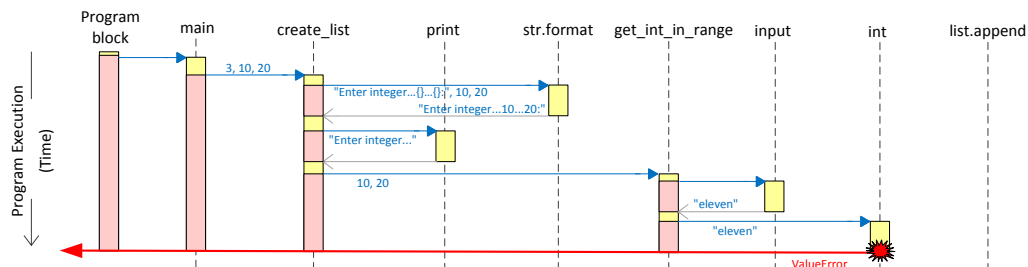 Program
block
main
create_list
print
str.format
get_int_in_range
input
int
list.append
Program Execution
(Time)
3, 10, 20
"Enter integer...{}...{}:", 10, 20
"Enter integer...10...20:"
"Enter integer..."
10, 20
"eleven"
"eleven"
ValueError